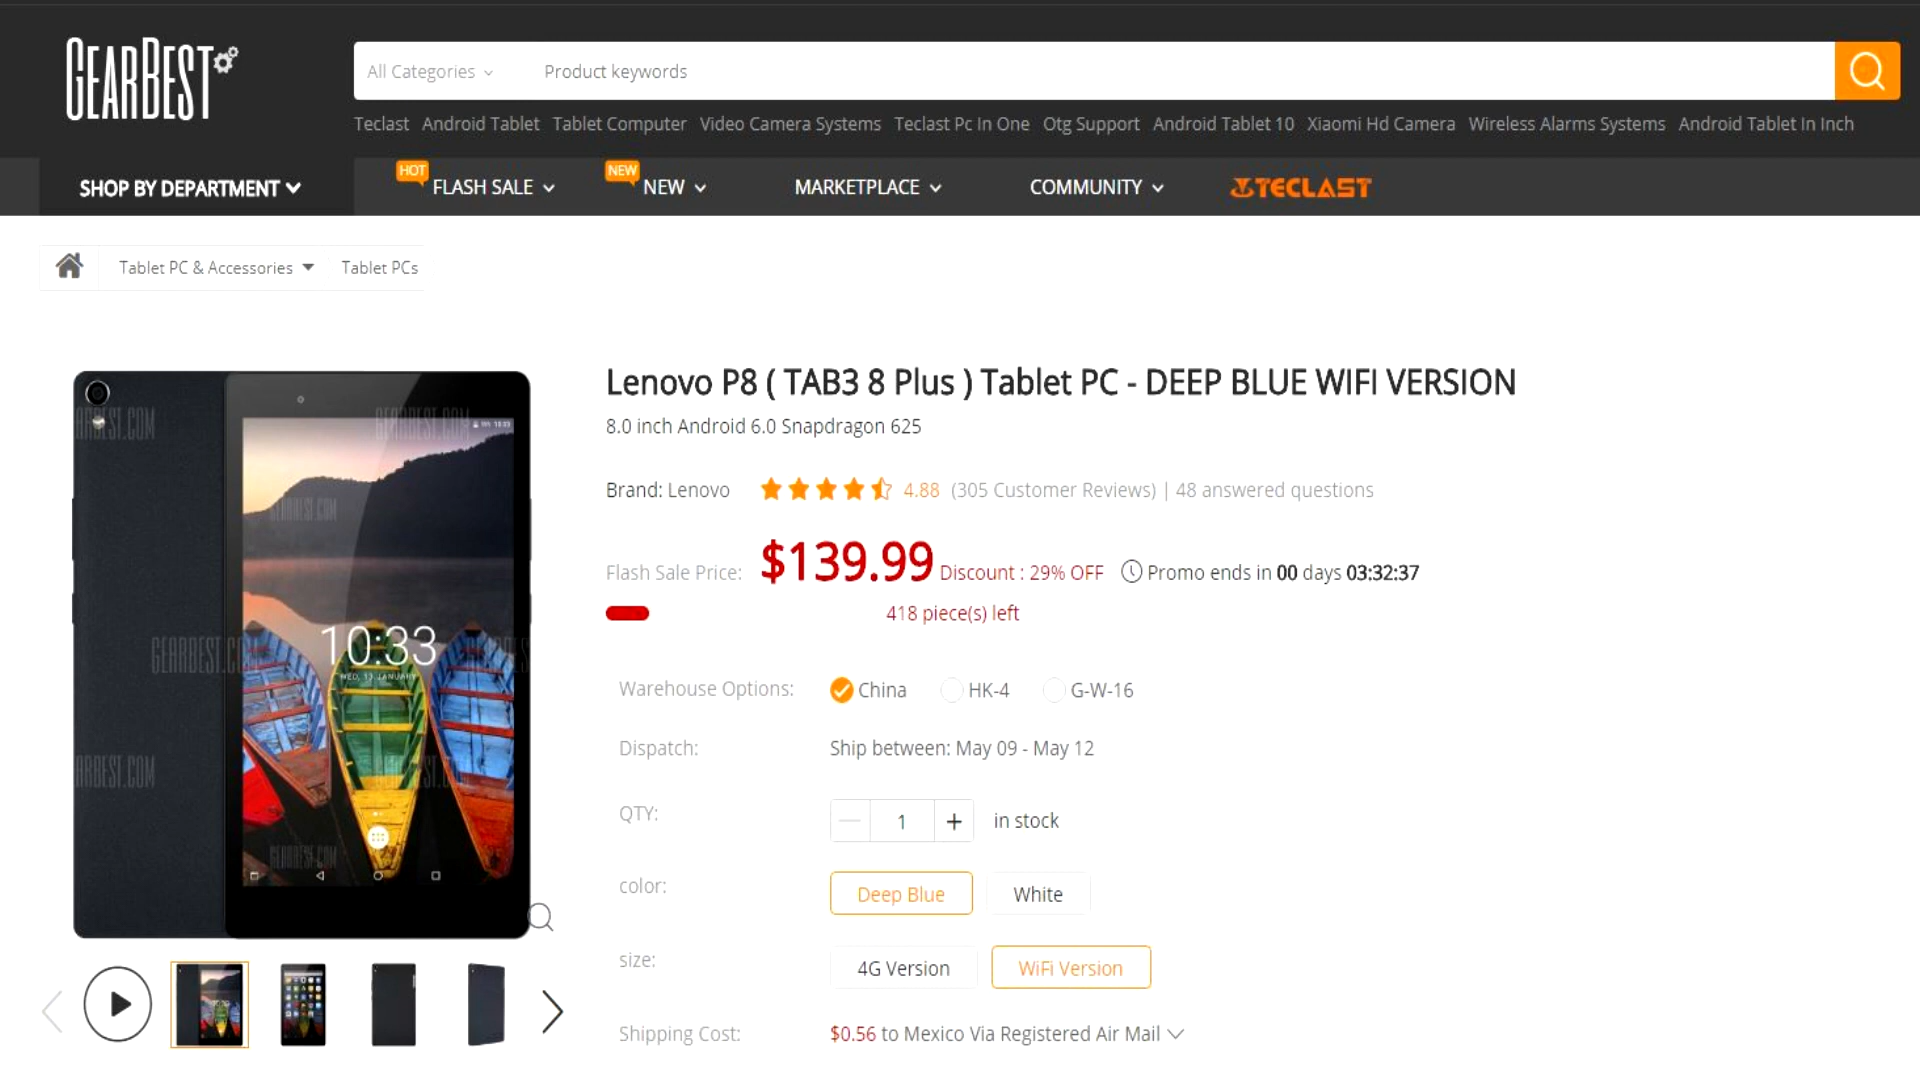 GEARBEST
All Categories
Product keywords
Teclast Android Tablet Tablet Computer Video Camera Systems Teclast Pc In One Otg Support Android Tablet 10 Xiaomi Hd Camera Wireless Alarms Systems Android Tablet In Inch
SHOP BY DEPARTMENT
HOT
FLASH SALE
NEW
NEW
MARKETPLACE
COMMUNITY
TECLAST
Tablet PC & Accessories
Tablet PCs
Lenovo P8 ( TAB3 8 Plus ) Tablet PC - DEEP BLUE WIFI VERSION
8.0 inch Android 6.0 Snapdragon 625
Brand: Lenovo 4.88 (305 Customer Reviews) | 48 answered questions
Flash Sale Price: $139.99 Discount : 29% OFF Promo ends in 00 days 03:32:37
418 piece(s) left
10:33
WED, 13 JANUARY
GEARBEST.COM
Warehouse Options: China HK-4 G-W-16
Dispatch: Ship between: May 09 - May 12
QTY: 1 in stock
color: Deep Blue White
size: 4G Version WiFi Version
Shipping Cost: $0.56 to Mexico Via Registered Air Mail